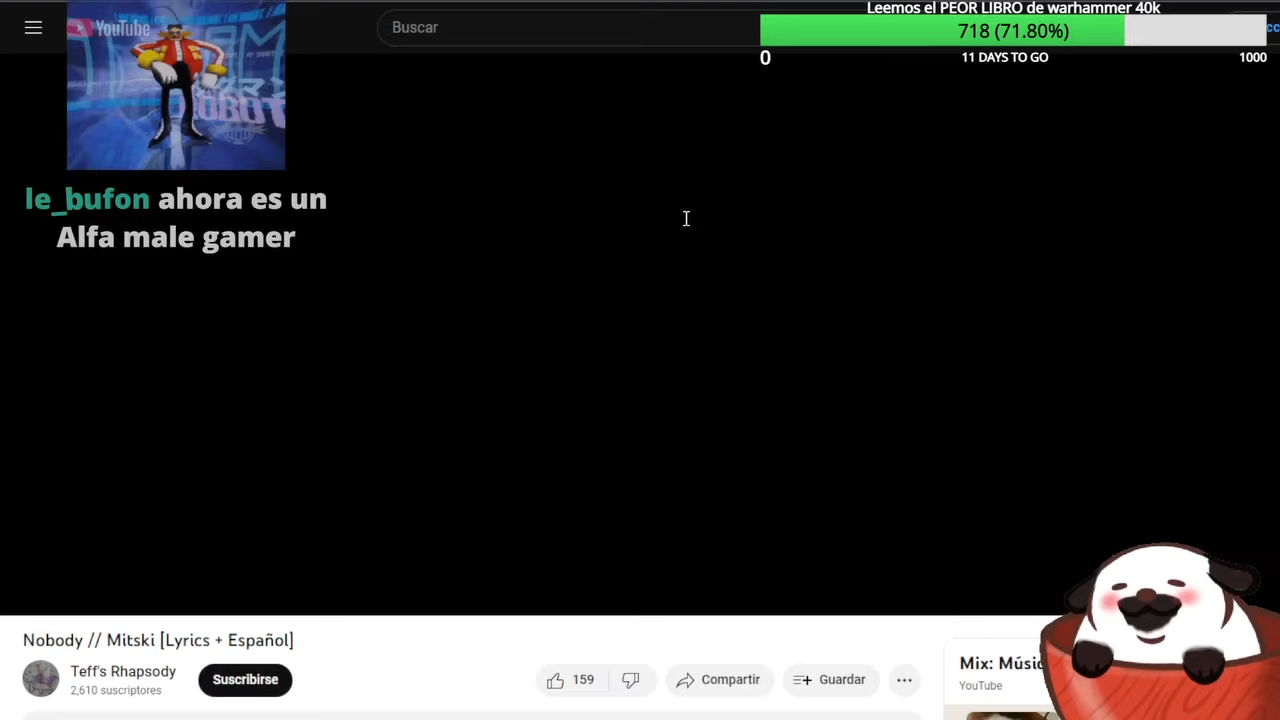 Leemos el PEOR LIBRO de warhammer 40k
YouTube
Buscar
718 (71.80%)
0
11 DAYS TO GO
1000
le_bufon ahora es un
Alfa male gamer
Nobody // Mitski [Lyrics + Español]
Teff's Rhapsody
2,610 suscriptores
Suscribirse
159
Compartir
Guardar
Mix: Músic
YouTube